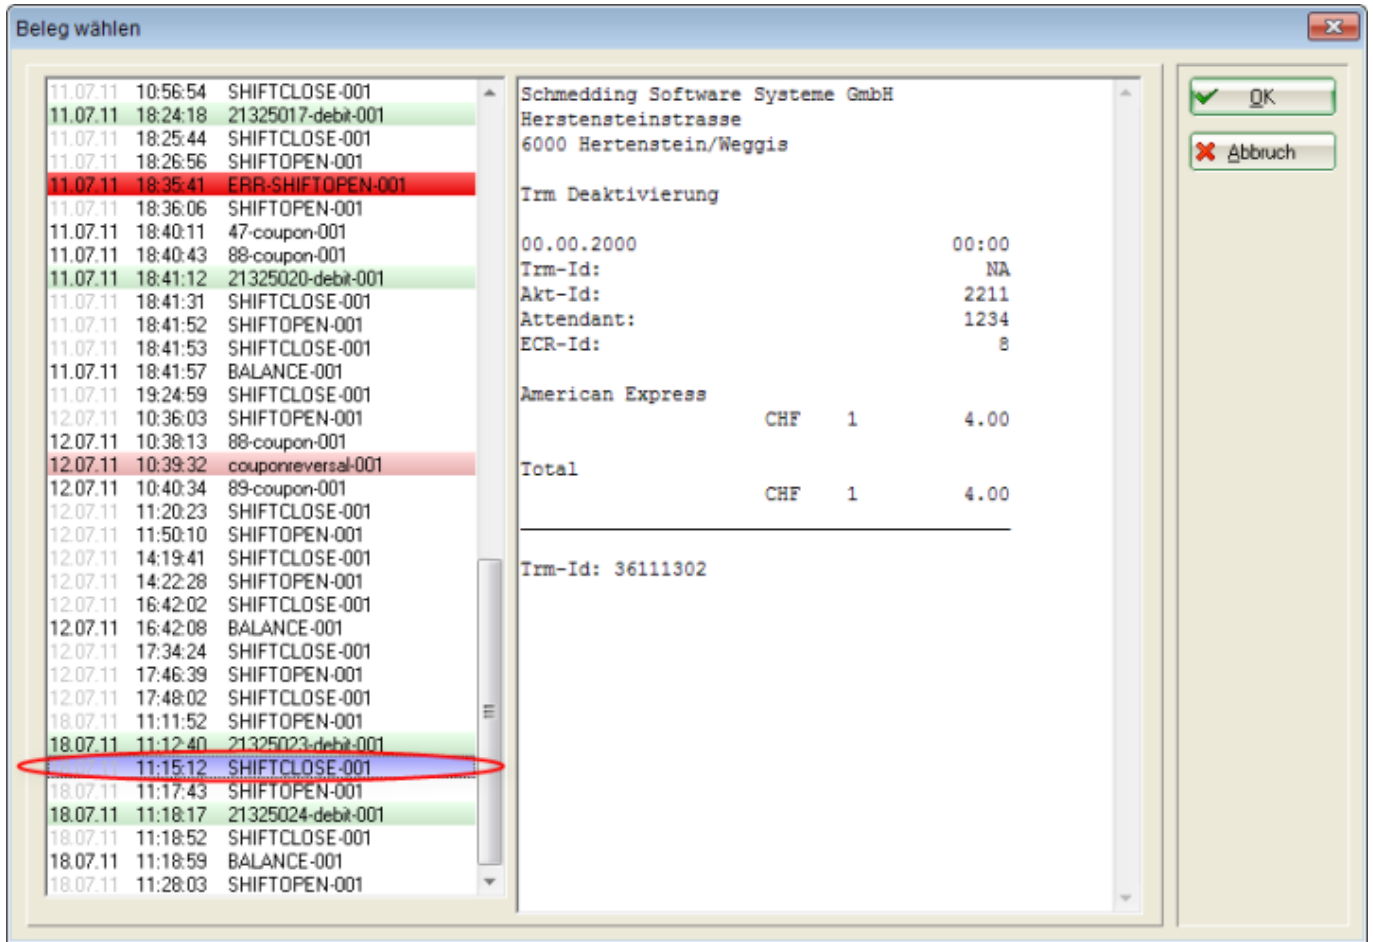 Beleg wählen
11.07.11 10:56:54 SHIFTCLOSE-001
11.07.11 18:24:18 21325017-debit-001
11.07.11 18:25:44 SHIFTCLOSE-001
11.07.11 18:26:56 SHIFTOPEN-001
11.07.11 18:35:41 ERR-SHIFTOPEN-001
11.07.11 18:36:06 SHIFTOPEN-001
11.07.11 18:40:11 47-coupon-001
11.07.11 18:40:43 88-coupon-001
11.07.11 18:41:12 21325020-debit-001
11.07.11 18:41:31 SHIFTCLOSE-001
11.07.11 18:41:52 SHIFTOPEN-001
11.07.11 18:41:53 SHIFTCLOSE-001
11.07.11 18:41:57 BALANCE-001
11.07.11 19:24:59 SHIFTCLOSE-001
12.07.11 10:36:03 SHIFTOPEN-001
12.07.11 10:38:13 88-coupon-001
12.07.11 10:39:32 couponreversal-001
12.07.11 10:40:34 89-coupon-001
12.07.11 11:20:23 SHIFTCLOSE-001
12.07.11 11:50:10 SHIFTOPEN-001
12.07.11 14:19:41 SHIFTCLOSE-001
12.07.11 14:22:28 SHIFTOPEN-001
12.07.11 16:42:02 SHIFTCLOSE-001
12.07.11 16:42:08 BALANCE-001
12.07.11 17:34:24 SHIFTCLOSE-001
12.07.11 17:46:39 SHIFTOPEN-001
12.07.11 17:48:02 SHIFTCLOSE-001
18.07.11 11:11:52 SHIFTOPEN-001
18.07.11 11:12:40 21325023-debit-001
11:15:12 SHIFTCLOSE-001
18.07.11 11:17:43 SHIFTOPEN-001
18.07.11 11:18:17 21325024-debit-001
18.07.11 11:18:52 SHIFTCLOSE-001
18.07.11 11:18:59 BALANCE-001
18.07.11 11:28:03 SHIFTOPEN-001
Schmedding Software Systeme GmbH
Herstensteinstrasse
6000 Hertenstein/Weggis
Trm Deaktivierung
00.00.2000 00:00
Trm-Id: NA
Akt-Id: 2211
Attendant: 1234
ECR-Id: 8
American Express
CHF 1 4.00
Total
CHF 1 4.00
Trm-Id: 36111302
OK
Abbruch